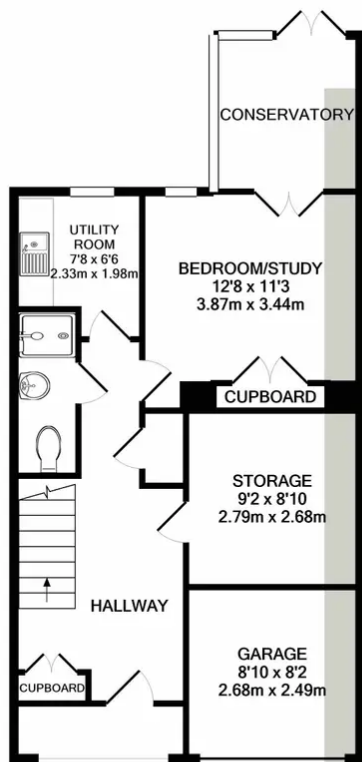 CONSERVATORY
UTILITY
ROOM
7'8 x 6'6
2.33m x 1.98m
BEDROOM/STUDY
12'8 x 11'3
3.87m x 3.44m
CUPBOARD
STORAGE
9'2 x 8'10
2.79m x 2.68m
HALLWAY
GARAGE
8'10 x 8'2
2.68m x 2.49m
CUPBOARD